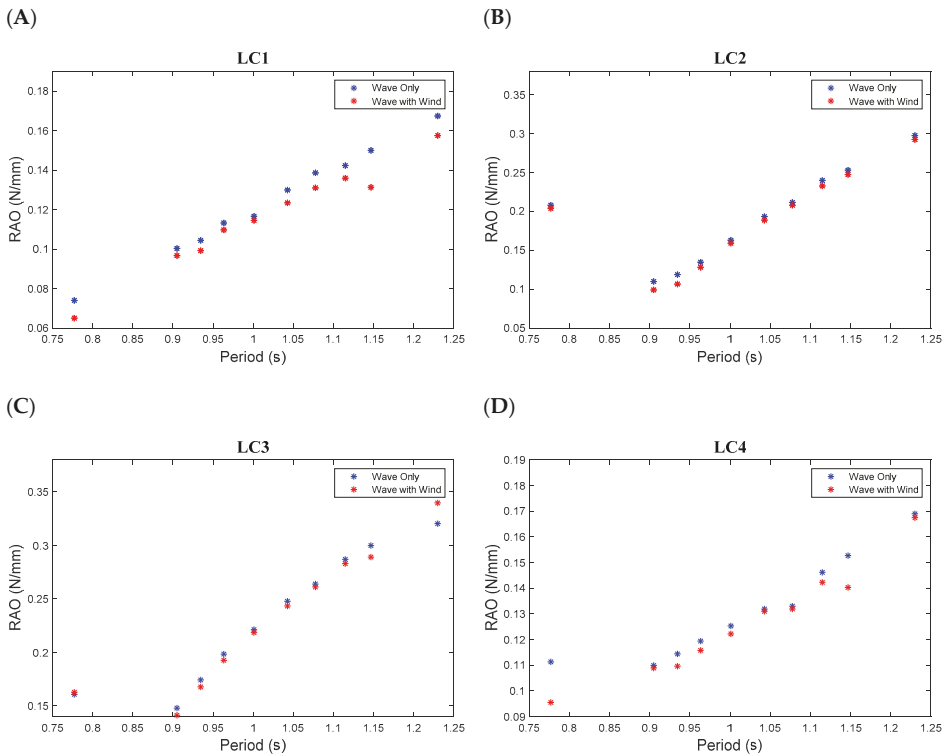 (A)
LC1
0.18
0.16
0.14
0.12
0.1
0.08
0.06
RAO (N/mm)
Wave Only
Wave with Wind
0.75 0.8 0.85 0.9 0.95 1 1.05 1.1 1.15 1.2 1.25
Period (s)
(B)
LC2
0.35
0.3
0.25
0.2
0.15
0.1
0.05
RAO (N/mm)
Wave Only
Wave with Wind
0.75 0.8 0.85 0.9 0.95 1 1.05 1.1 1.15 1.2 1.25
Period (s)
(C)
LC3
0.35
0.3
0.25
0.2
0.15
RAO (N/mm)
Wave Only
Wave with Wind
0.75 0.8 0.85 0.9 0.95 1 1.05 1.1 1.15 1.2 1.25
Period (s)
(D)
LC4
0.19
0.18
0.17
0.16
0.15
0.14
0.13
0.12
0.11
0.1
0.09
RAO (N/mm)
Wave Only
Wave with Wind
0.75 0.8 0.85 0.9 0.95 1 1.05 1.1 1.15 1.2 1.25
Period (s)